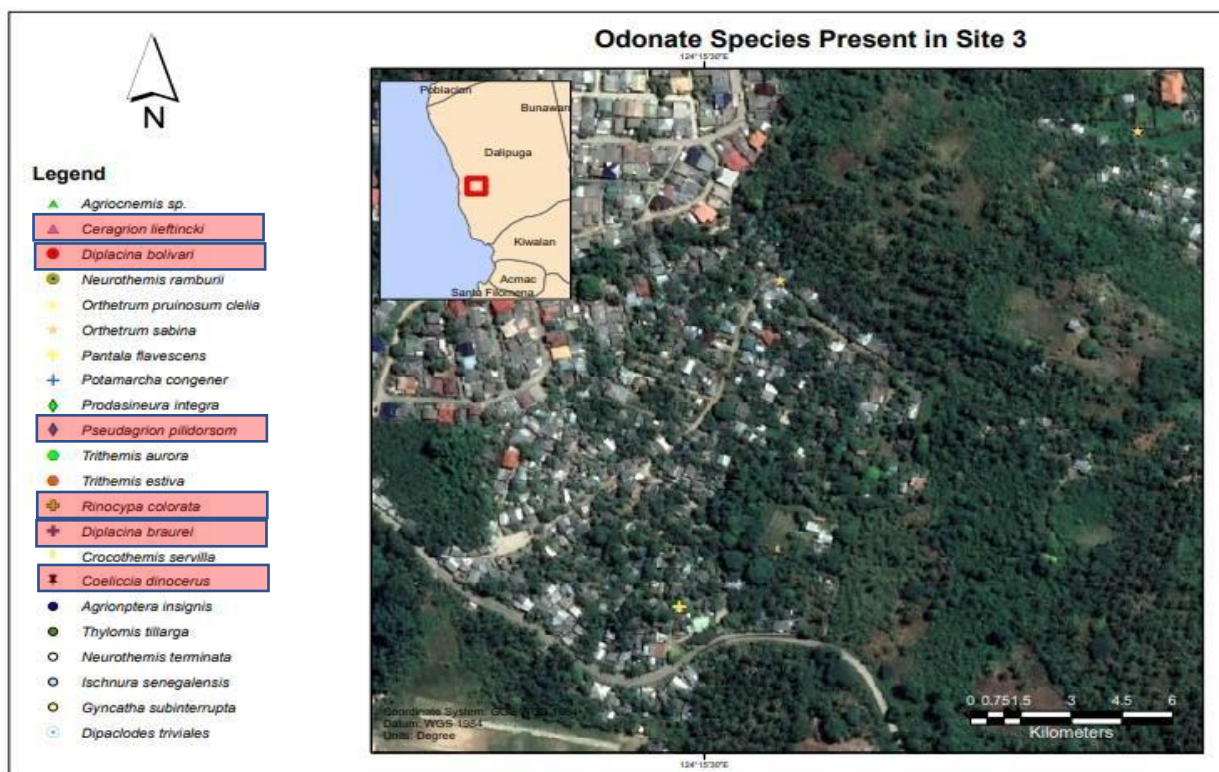 Odonate Species Present in Site 3
124°15'30"E
N
Poblacion
Bunawan
Dalipuga
Kiwalan
Acmac
Santa Filomena
Legend
Agriocnemis sp.
Ceragrion lieftincki
Diplacina bolivari
Neurothemis ramburii
Orthetrum pruinosum clelia
Orthetrum sabina
Pantala flavescens
Potamarcha congener
Prodasineura integra
Pseudagrion pilidorsom
Trithemis aurora
Trithemis estiva
Rinocypa colorata
Diplacina braurel
Crocothemis servilla
Coeliccia dinocerus
Agrionptera insignis
Thylomis tillarga
Neurothemis terminata
Ischnura senegalensis
Gyncatha subinterrupta
Dipaclodes triviales
0 0.75 1.5 3 4.5 6
Kilometers
Coordinate System:
Datum: WGS 1984
Units: Degree
124°15'30"E